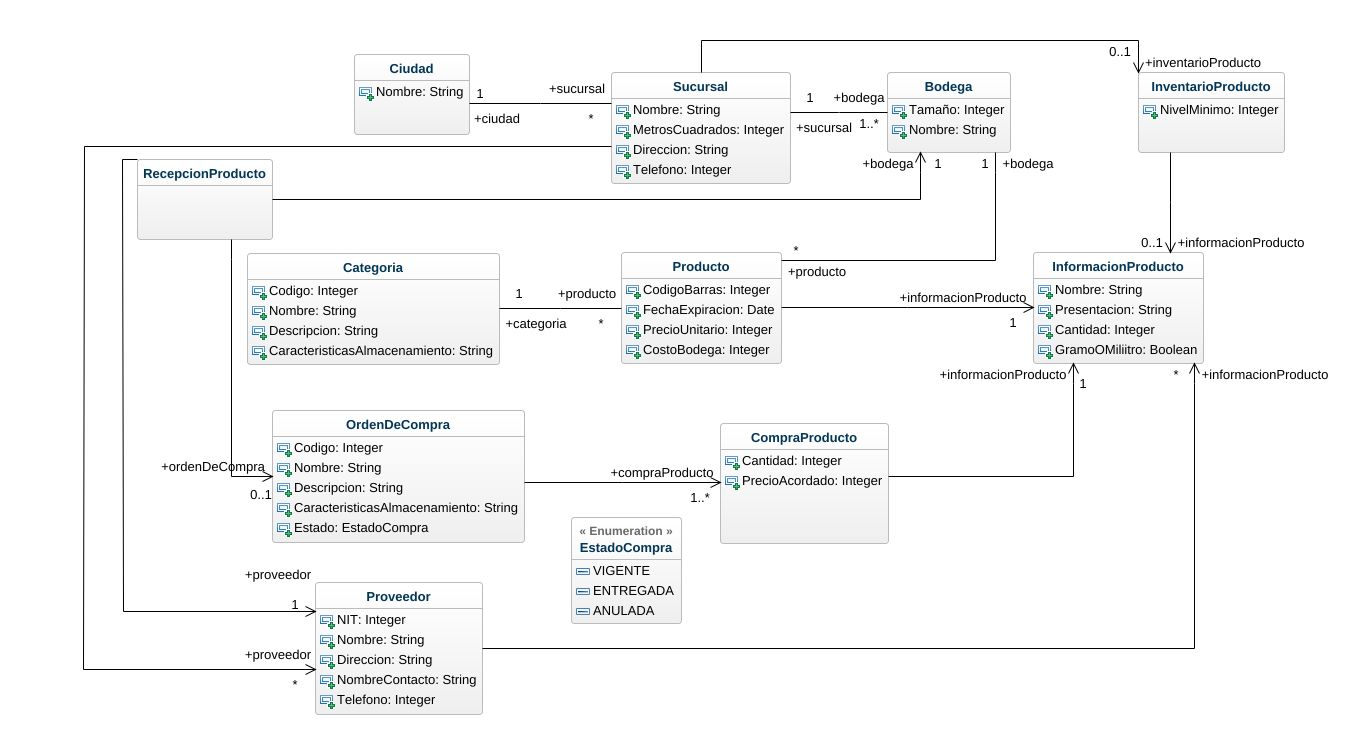 Ciudad
Nombre: String
1
+ciudad
+sucursal
*
Sucursal
Nombre: String
MetrosCuadrados: Integer
Direccion: String
Telefono: Integer
1
+sucursal
+bodega
1..*
Bodega
Tamaño: Integer
Nombre: String
0..1
+inventarioProducto
InventarioProducto
NivelMinimo: Integer
RecepcionProducto
+bodega
1
1
+bodega
*
+producto
0..1
+informacionProducto
Categoria
Codigo: Integer
Nombre: String
Descripcion: String
CaracteristicasAlmacenamiento: String
1
+categoria
+producto
*
Producto
CodigoBarras: Integer
FechaExpiracion: Date
PrecioUnitario: Integer
CostoBodega: Integer
+informacionProducto
1
InformacionProducto
Nombre: String
Presentacion: String
Cantidad: Integer
GramoOMiliitro: Boolean
+informacionProducto
1
*
+informacionProducto
+ordenDeCompra
0..1
OrdenDeCompra
Codigo: Integer
Nombre: String
Descripcion: String
CaracteristicasAlmacenamiento: String
Estado: EstadoCompra
+compraProducto
1..*
CompraProducto
Cantidad: Integer
PrecioAcordado: Integer
« Enumeration »
EstadoCompra
VIGENTE
ENTREGADA
ANULADA
+proveedor
1
+proveedor
*
Proveedor
NIT: Integer
Nombre: String
Direccion: String
NombreContacto: String
Telefono: Integer